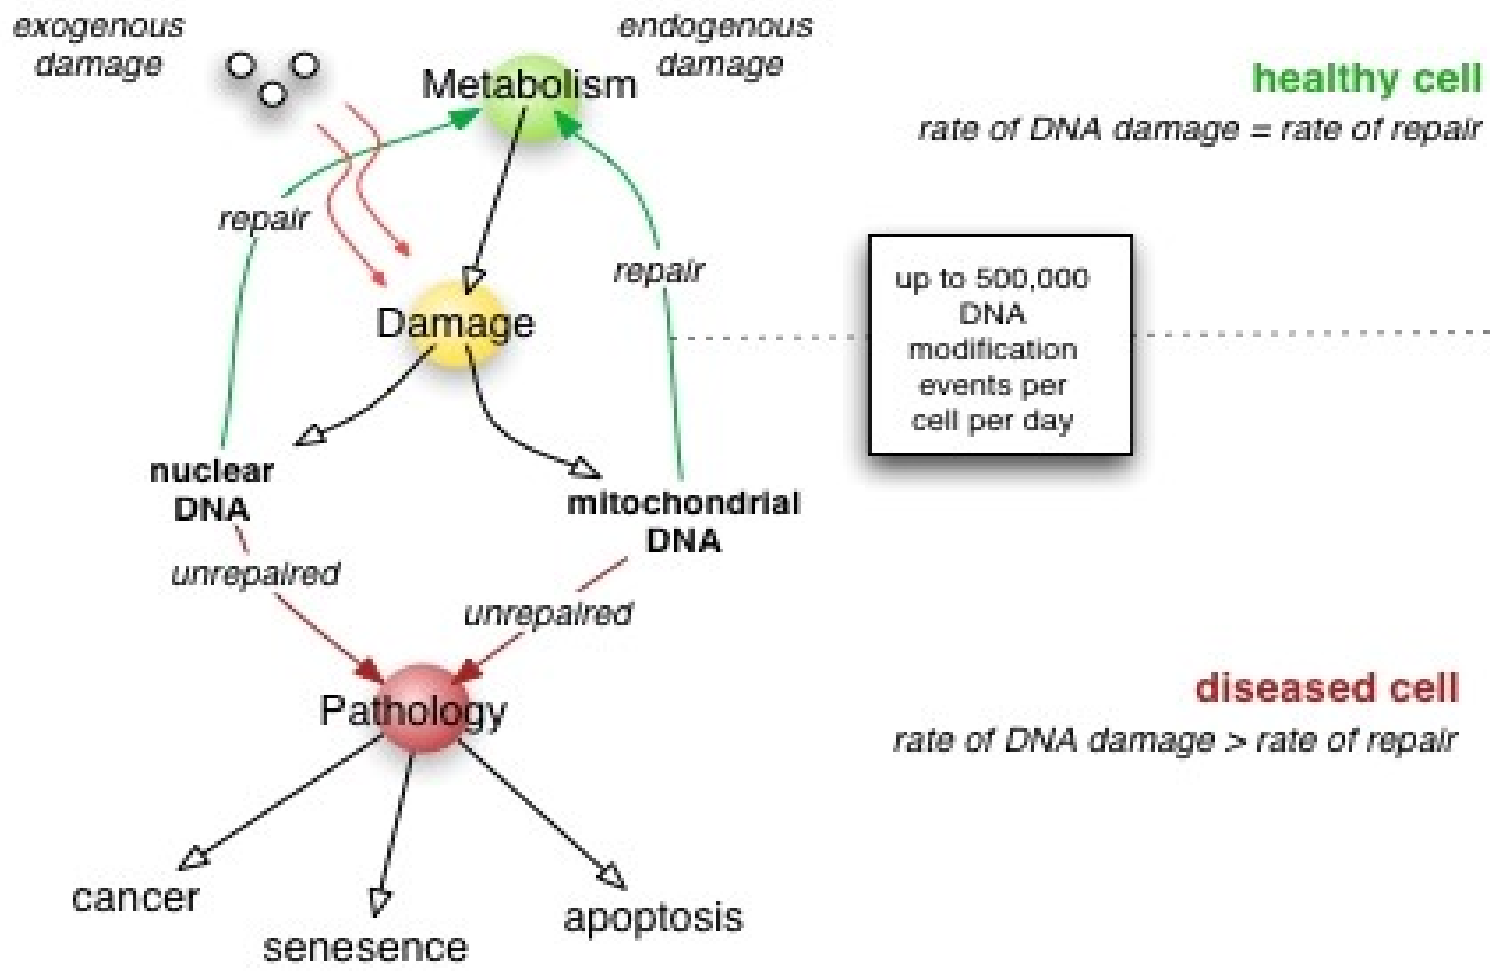 exogenous
damage
endogenous
damage
Metabolism
healthy cell
rate of DNA damage = rate of repair
repair
repair
up to 500,000
DNA
modification
events per
cell per day
Damage
nuclear
DNA
mitochondrial
DNA
unrepaired
unrepaired
Pathology
diseased cell
rate of DNA damage > rate of repair
cancer
senesence
apoptosis